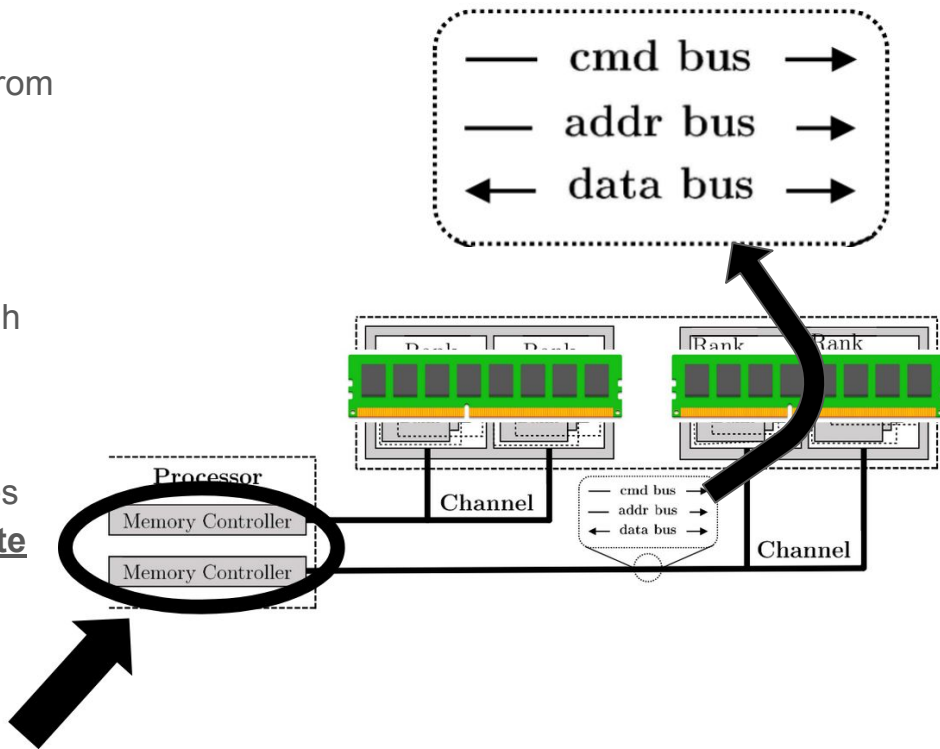 cmd bus
addr bus
data bus
rom
h
Rank Rank
s
te
Processor
Memory Controller
Memory Controller
Channel
cmd bus
addr bus
data bus
Channel